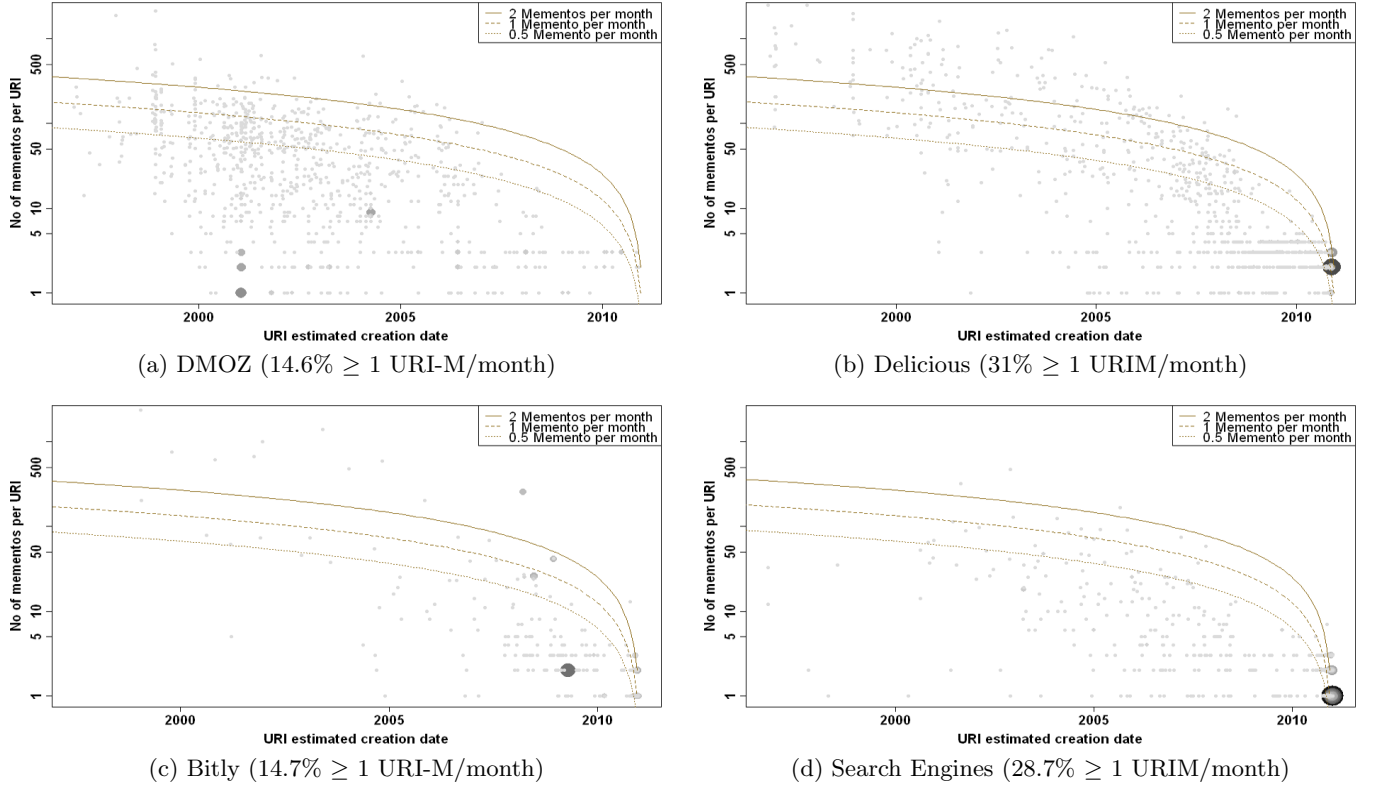 2 Mementos per month
1 Memento per month
0.5 Memento per month
No of mementos per URI
500
50
10
5
1
2000
2005
2010
URI estimated creation date
(a) DMOZ (14.6% ≥ 1 URI-M/month)
2 Mementos per month
1 Memento per month
0.5 Memento per month
No of mementos per URI
500
50
10
5
1
2000
2005
2010
URI estimated creation date
(b) Delicious (31% ≥ 1 URIM/month)
2 Mementos per month
1 Memento per month
0.5 Memento per month
No of mementos per URI
500
50
10
5
1
2000
2005
2010
URI estimated creation date
(c) Bitly (14.7% ≥ 1 URI-M/month)
2 Mementos per month
1 Memento per month
0.5 Memento per month
No of mementos per URI
500
50
10
5
1
2000
2005
2010
URI estimated creation date
(d) Search Engines (28.7% ≥ 1 URIM/month)